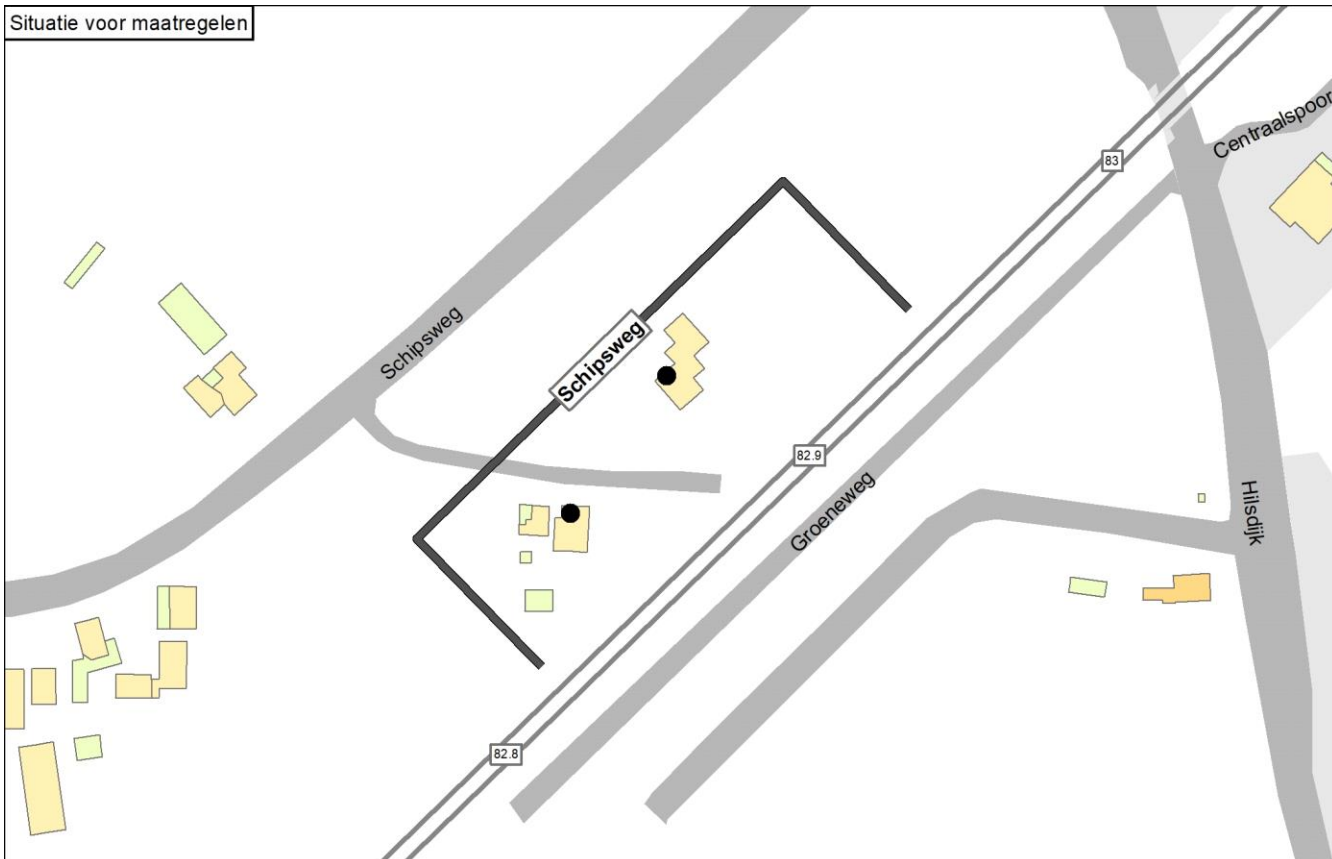 Situatie voor maatregelen
Centraalspoor
83
Schipsweg
Schipsweg
82.9
Groeneweg
Hilsdijk
82.8